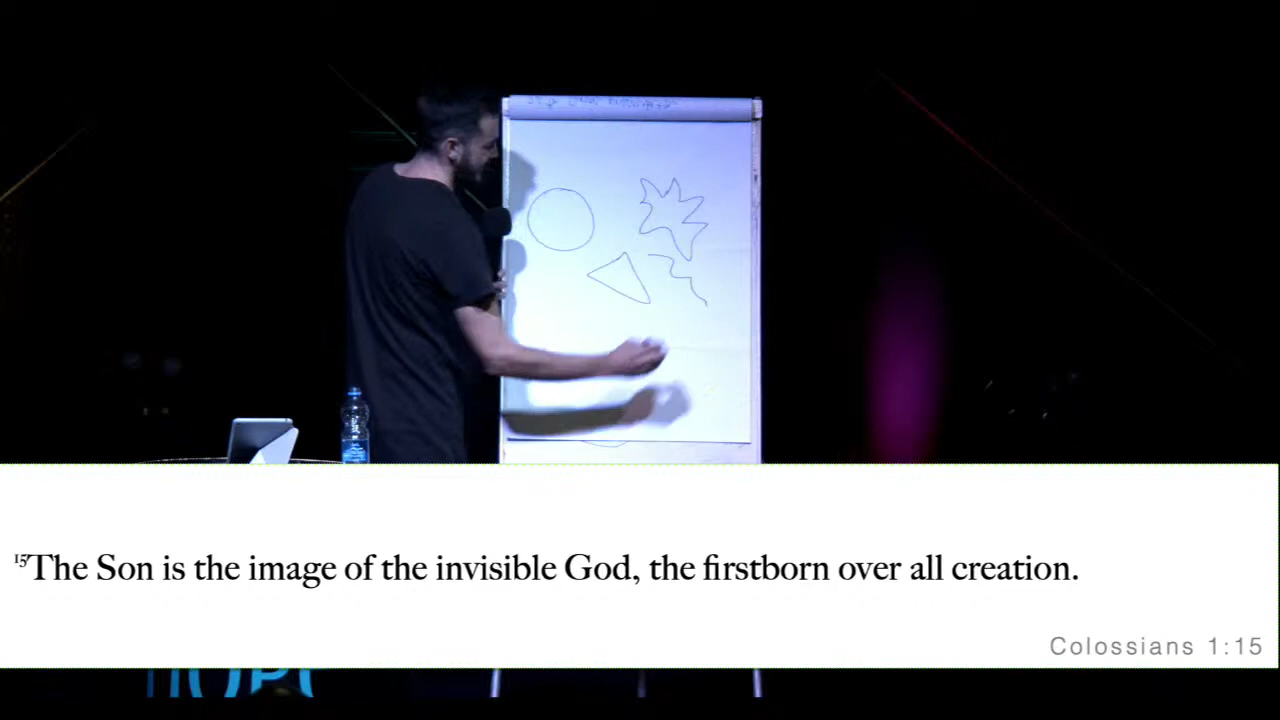 ¹⁵The Son is the image of the invisible God, the firstborn over all creation.
Colossians 1:15